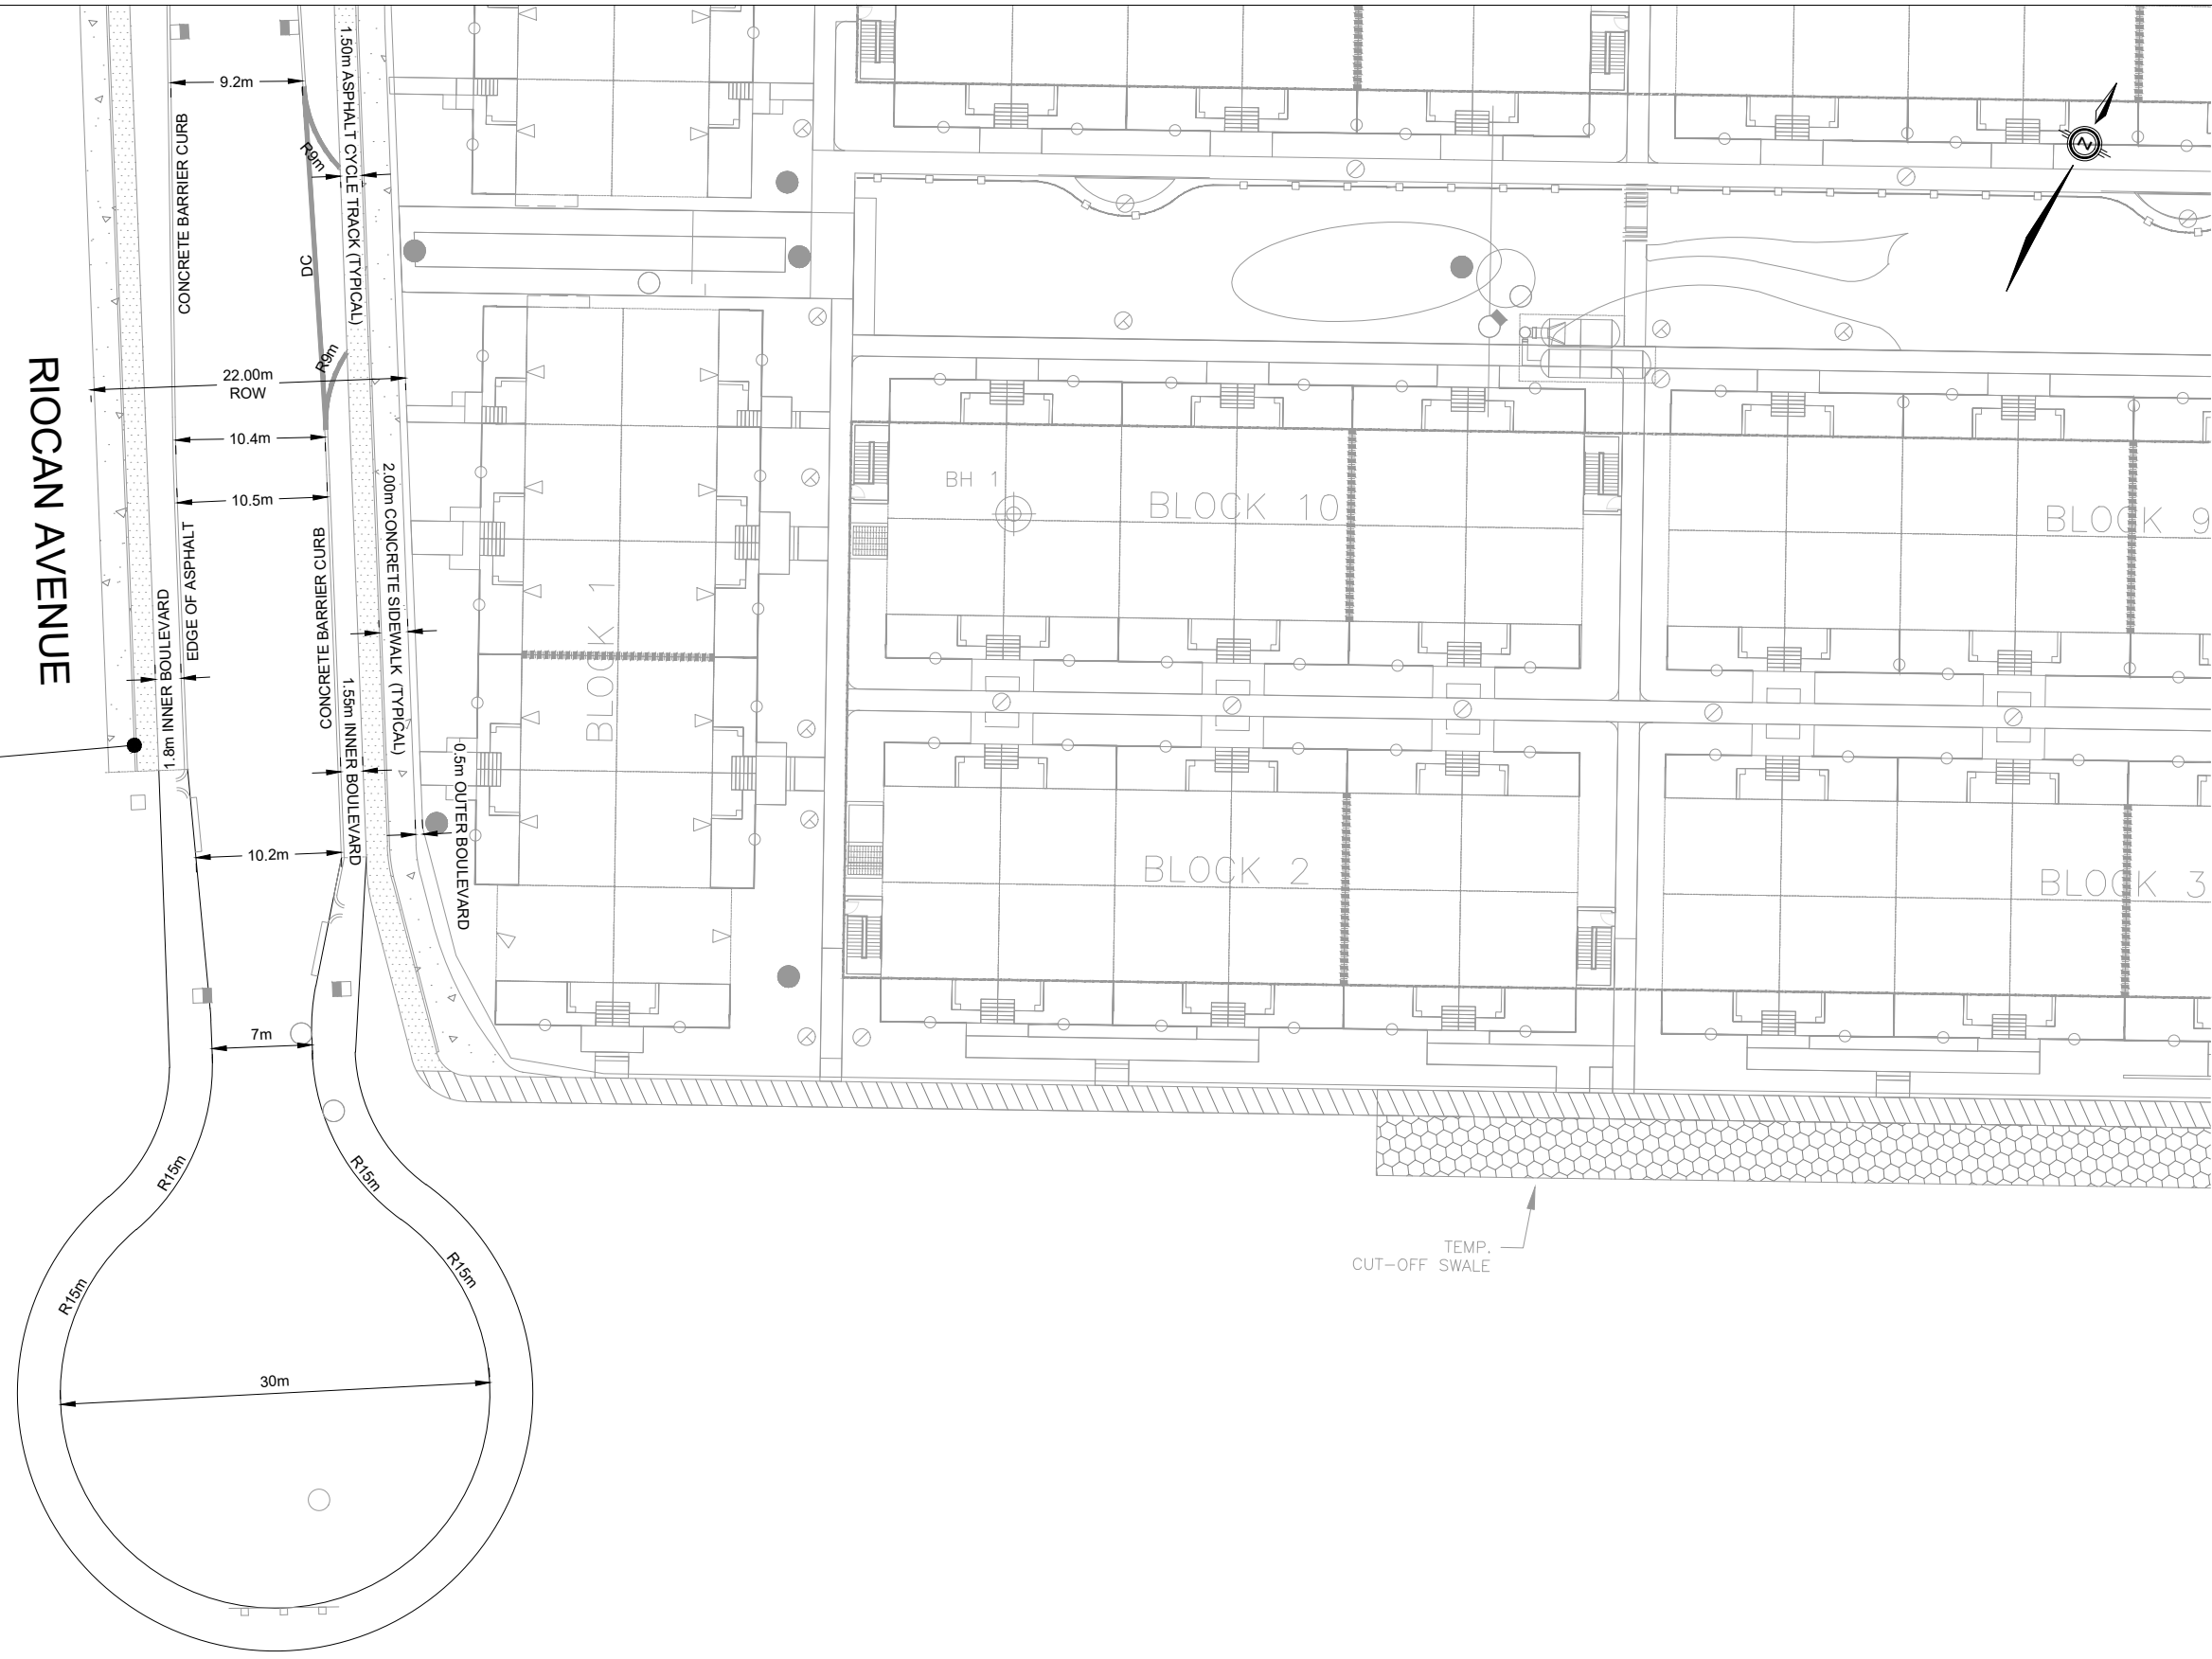 9.2m
1.50m ASPHALT CYCLE TRACK (TYPICAL)
CONCRETE BARRIER CURB
R9m
DC
R9m
22.00m
ROW
RIOCAN AVENUE
10.4m
10.5m
2.00m CONCRETE SIDEWALK (TYPICAL)
EDGE OF ASPHALT
CONCRETE BARRIER CURB
1.8m INNER BOULEVARD
1.55m INNER BOULEVARD
0.5m OUTER BOULEVARD
10.2m
7m
R15m
R15m
R15m
R15m
30m
BLOCK 1
BH 1
BLOCK 10
BLOCK 9
BLOCK 2
BLOCK 3
TEMP.
CUT-OFF SWALE
N